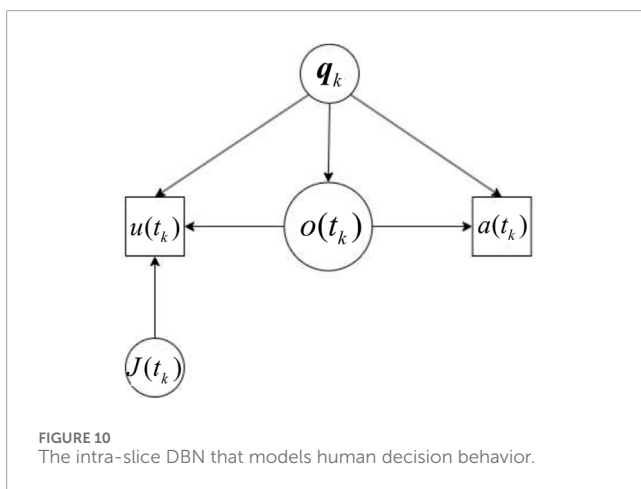 q_k
u(t_k) o(t_k) a(t_k)
J(t_k)
FIGURE 10
The intra-slice DBN that models human decision behavior.